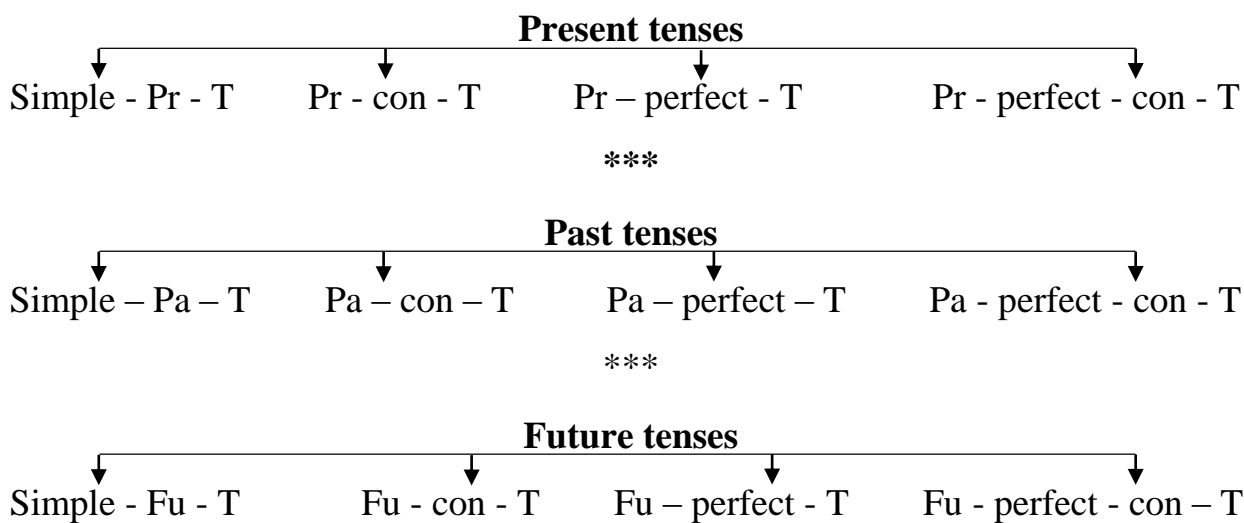 Present tenses
Simple - Pr - T Pr - con - T Pr – perfect - T Pr - perfect - con - T
***
Past tenses
Simple – Pa – T Pa – con – T Pa – perfect – T Pa - perfect - con - T
***
Future tenses
Simple - Fu - T Fu - con - T Fu – perfect - T Fu - perfect - con – T